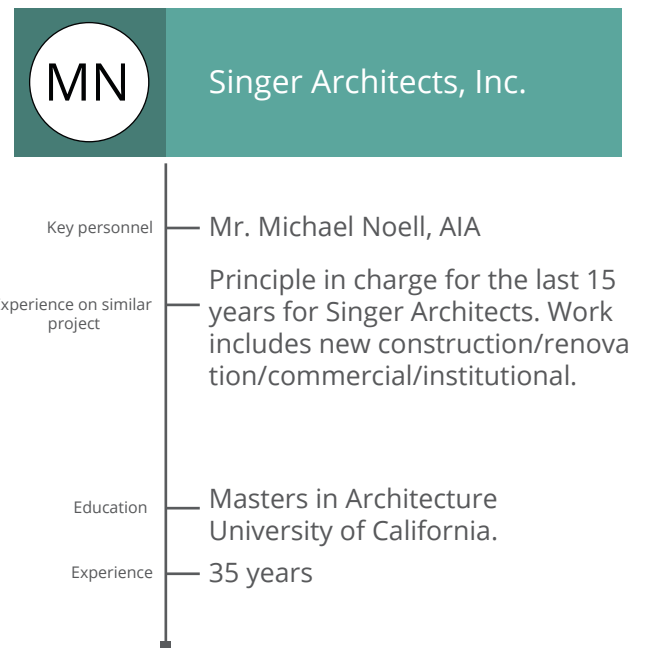 MN
Singer Architects, Inc.
Key personnel
Mr. Michael Noell, AIA
xperience on similar
project
Principle in charge for the last 15
years for Singer Architects. Work
includes new construction/renova
tion/commercial/institutional.
Education
Masters in Architecture
University of California.
Experience
35 years